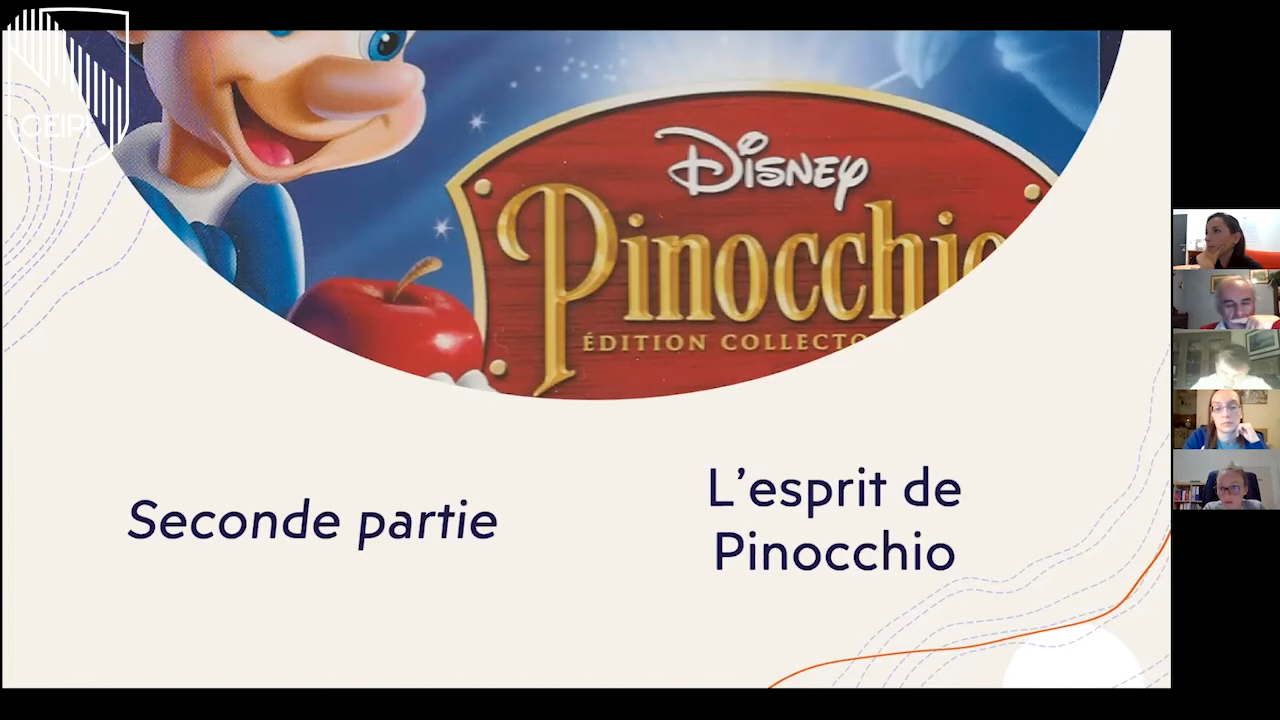 CEIPI
DISNEY
Pinocchio
ÉDITION COLLECTO
Seconde partie
L'esprit de
Pinocchio